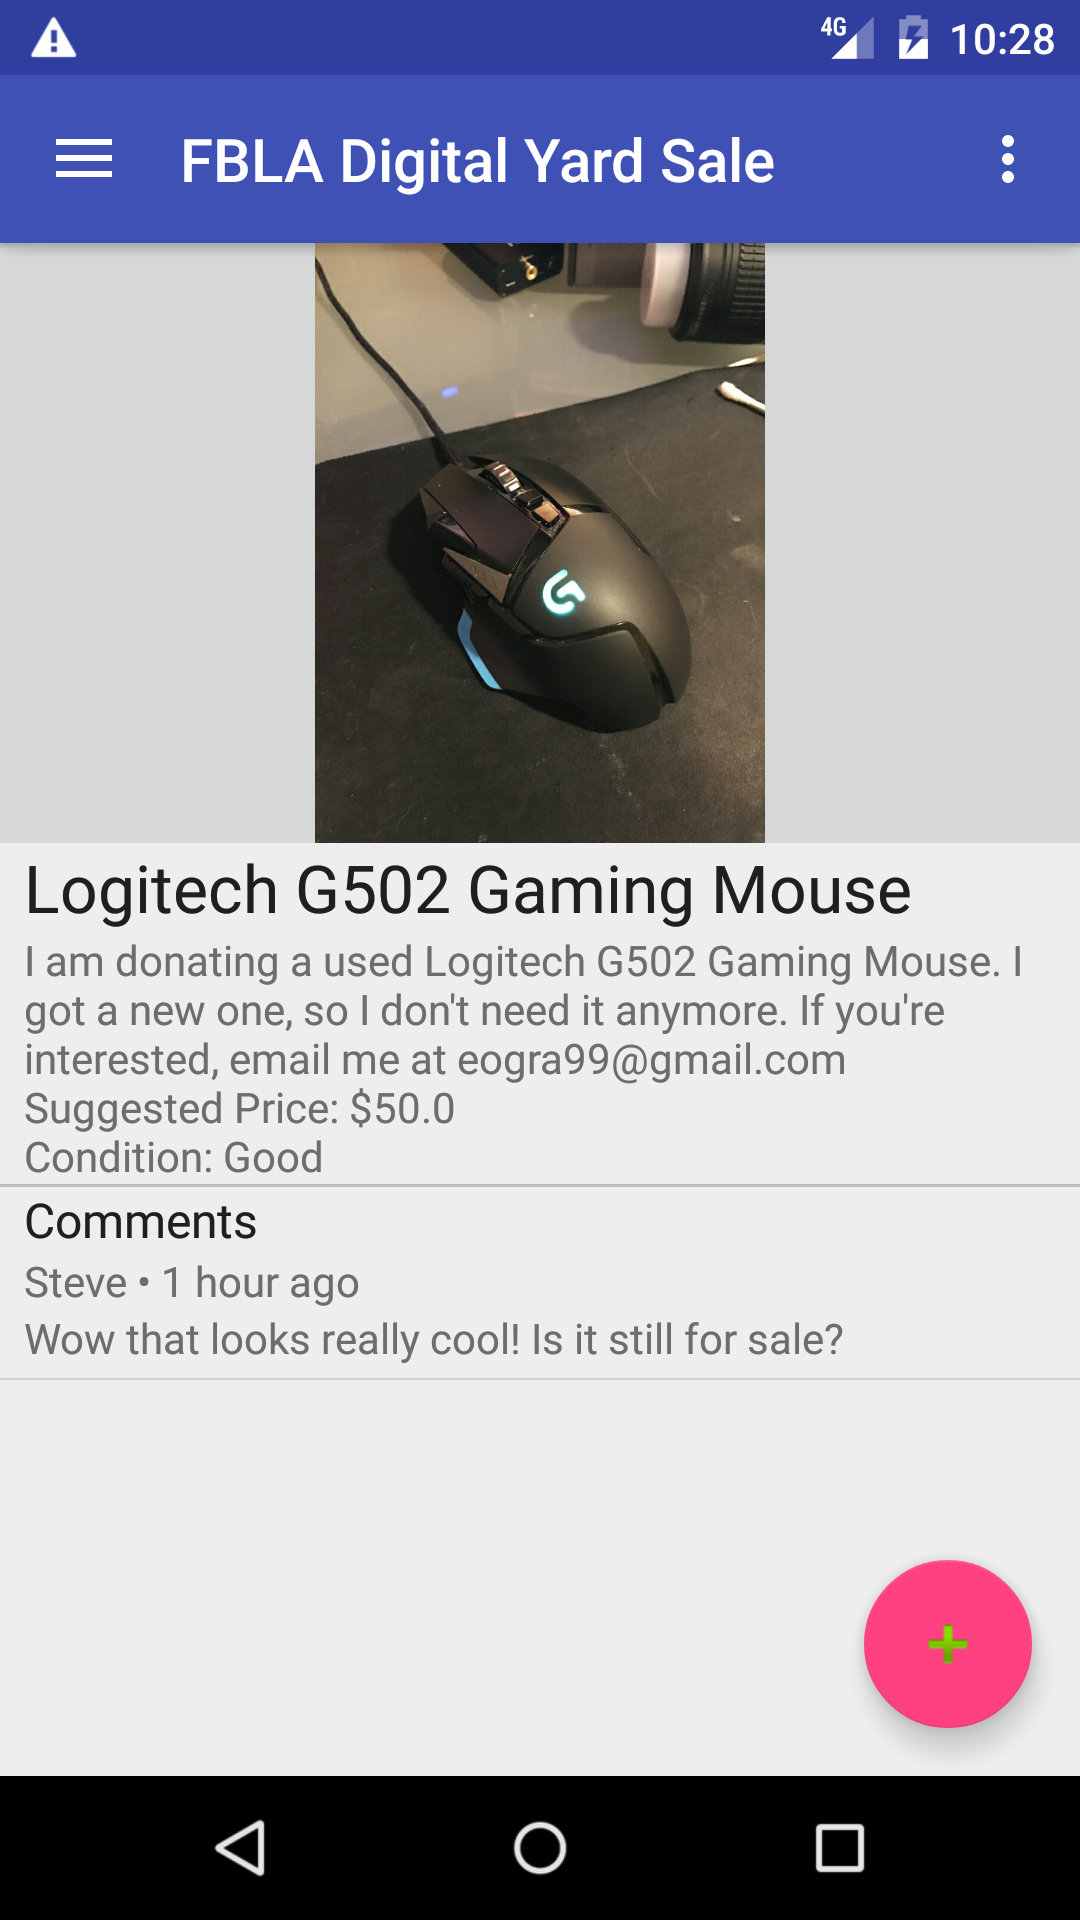 4G 10:28
FBLA Digital Yard Sale
Logitech G502 Gaming Mouse
I am donating a used Logitech G502 Gaming Mouse. I
got a new one, so I don't need it anymore. If you're
interested, email me at eogra99@gmail.com
Suggested Price: $50.0
Condition: Good
Comments
Steve • 1 hour ago
Wow that looks really cool! Is it still for sale?